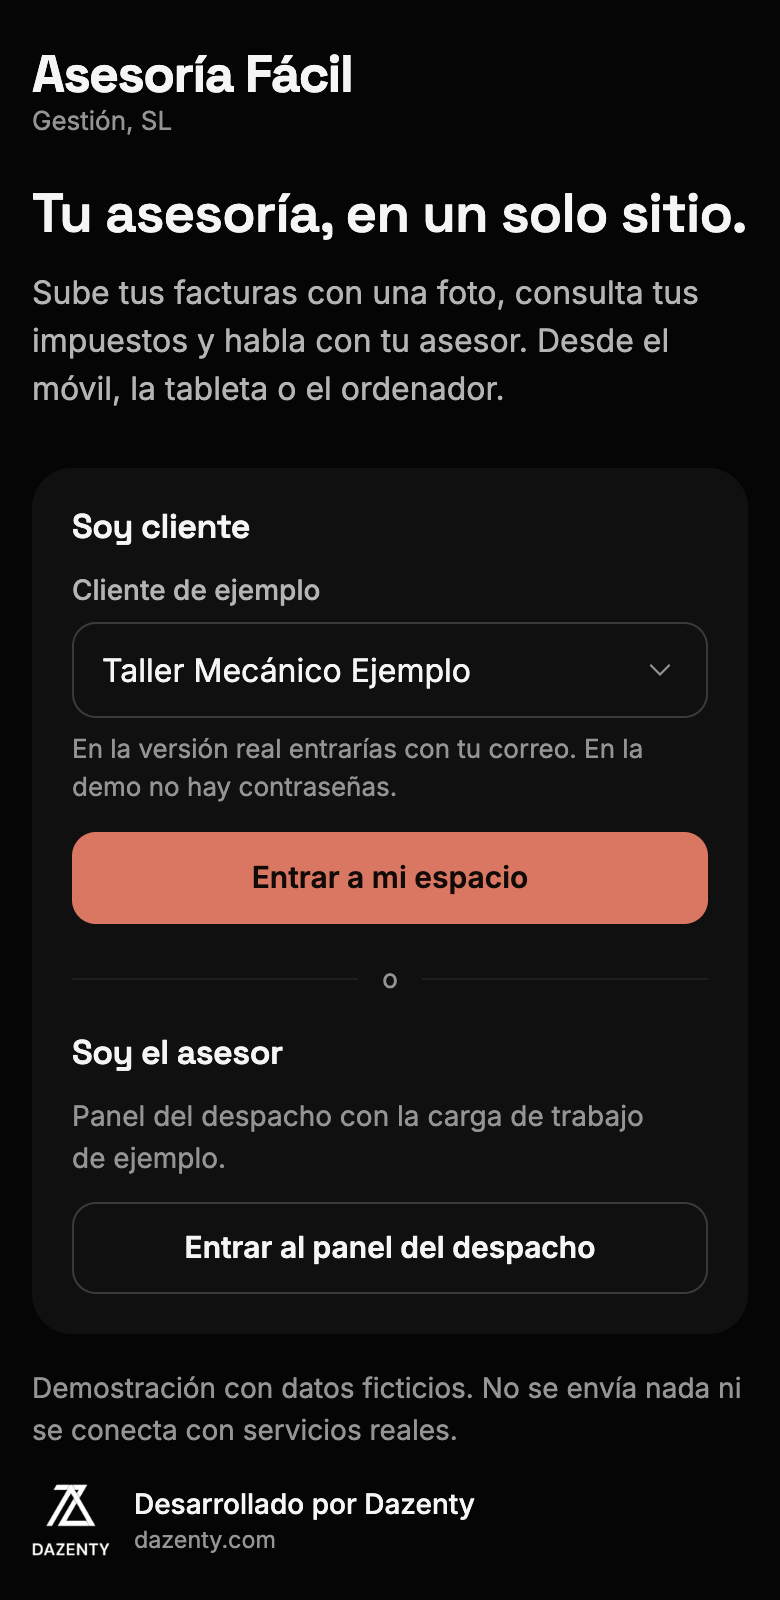 Asesoría Fácil
Gestión, SL
Tu asesoría, en un solo sitio.
Sube tus facturas con una foto, consulta tus
impuestos y habla con tu asesor. Desde el
móvil, la tableta o el ordenador.
Soy cliente
Cliente de ejemplo
Taller Mecánico Ejemplo
En la versión real entrarías con tu correo. En la
demo no hay contraseñas.
Entrar a mi espacio
o
Soy el asesor
Panel del despacho con la carga de trabajo
de ejemplo.
Entrar al panel del despacho
Demostración con datos ficticios. No se envía nada ni
se conecta con servicios reales.
Desarrollado por Dazenty
dazenty.com
DAZENTY